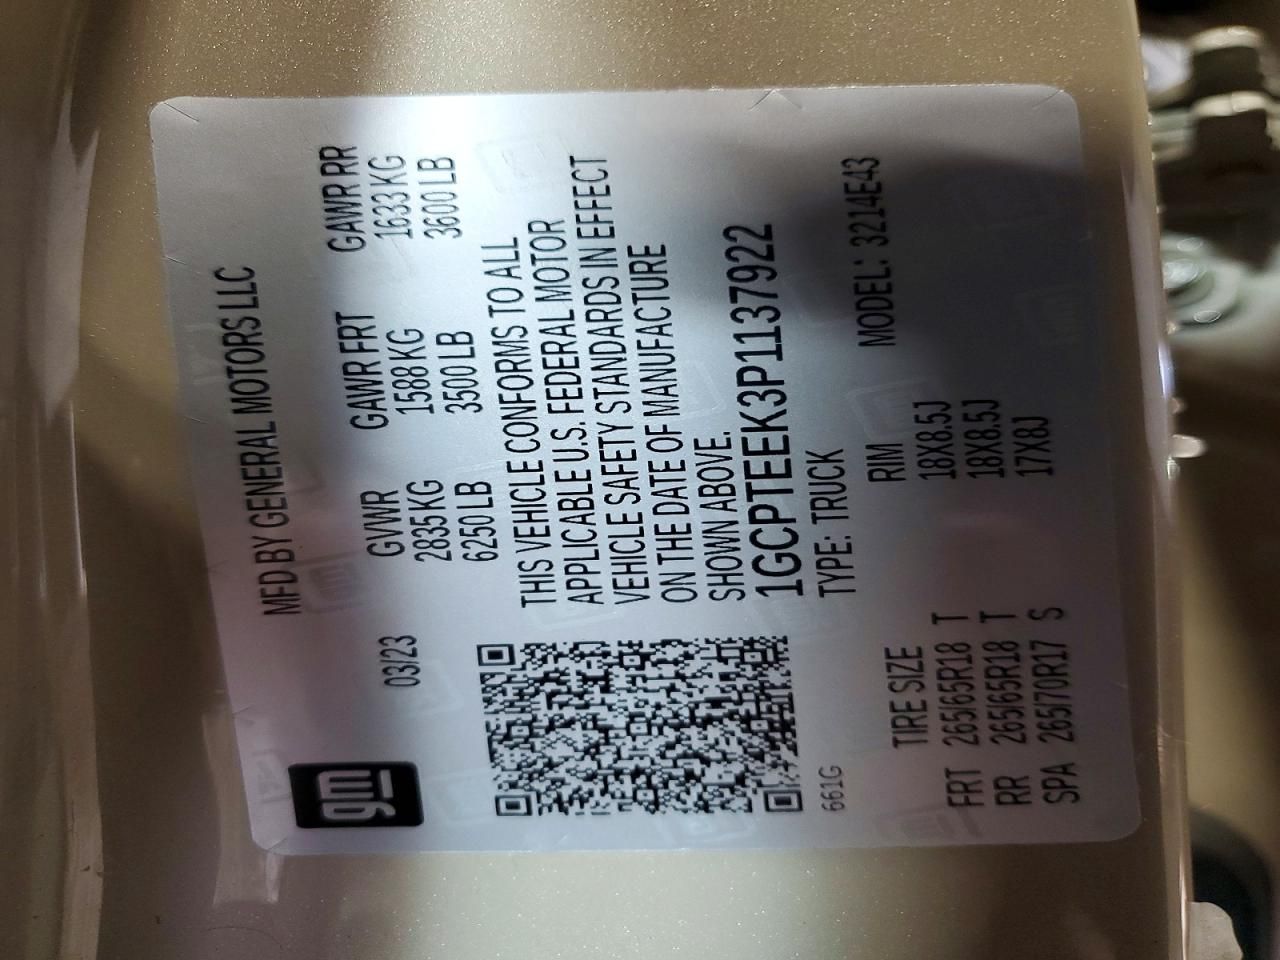 gm
MFD BY GENERAL MOTORS LLC
03/23 GVWR GAWR FRT GAWR RR
2835 KG 1588 KG 1633 KG
6250 LB 3500 LB 3600 LB
THIS VEHICLE CONFORMS TO ALL
APPLICABLE U.S. FEDERAL MOTOR
VEHICLE SAFETY STANDARDS IN EFFECT
ON THE DATE OF MANUFACTURE
SHOWN ABOVE.
1GCPTEEK3P1137922
661G TYPE: TRUCK MODEL: 3214E43
TIRE SIZE RIM
FRT 265/65R18 T 18X8.5J
RR 265/65R18 T 18X8.5J
SPA 265/70R17 S 17X8J